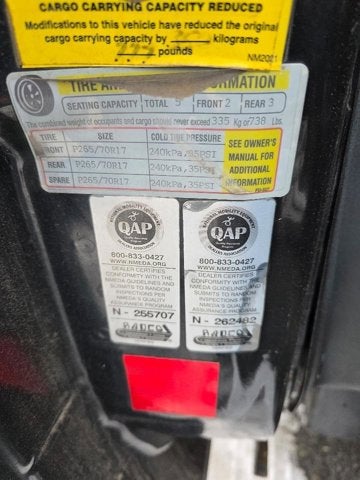 CARGO CARRYING CAPACITY REDUCED
Modifications to this vehicle have reduced the original
cargo carrying capacity by kilograms
pounds
NM2001
TIRE AND INFORMATION
SEATING CAPACITY TOTAL 5 FRONT 2 REAR 3
The combined weight of occupants and cargo should never exceed 335 Kg or 738 Lbs.
TIRE SIZE COLD TIRE PRESSURE
FRONT P265/70R17 240kPa, 35PSI
REAR P265/70R17 240kPa, 35PSI
SPARE P265/70R17 240kPa, 35PSI
SEE OWNER'S
MANUAL FOR
ADDITIONAL
INFORMATION
QAP
800-833-0427
WWW.NMEDA.ORG
DEALER CERTIFIES
CONFORMITY WITH THE
NMEDA GUIDELINES AND
SUBMITS TO RANDOM
INSPECTIONS PER
NMEDA'S QUALITY
ASSURANCE PROGRAM
N - 255707
QAP
800-833-0427
WWW.NMEDA.ORG
DEALER CERTIFIES
CONFORMITY WITH THE
NMEDA GUIDELINES AND
SUBMITS TO RANDOM
INSPECTIONS PER
NMEDA'S QUALITY
ASSURANCE PROGRAM
N - 262482